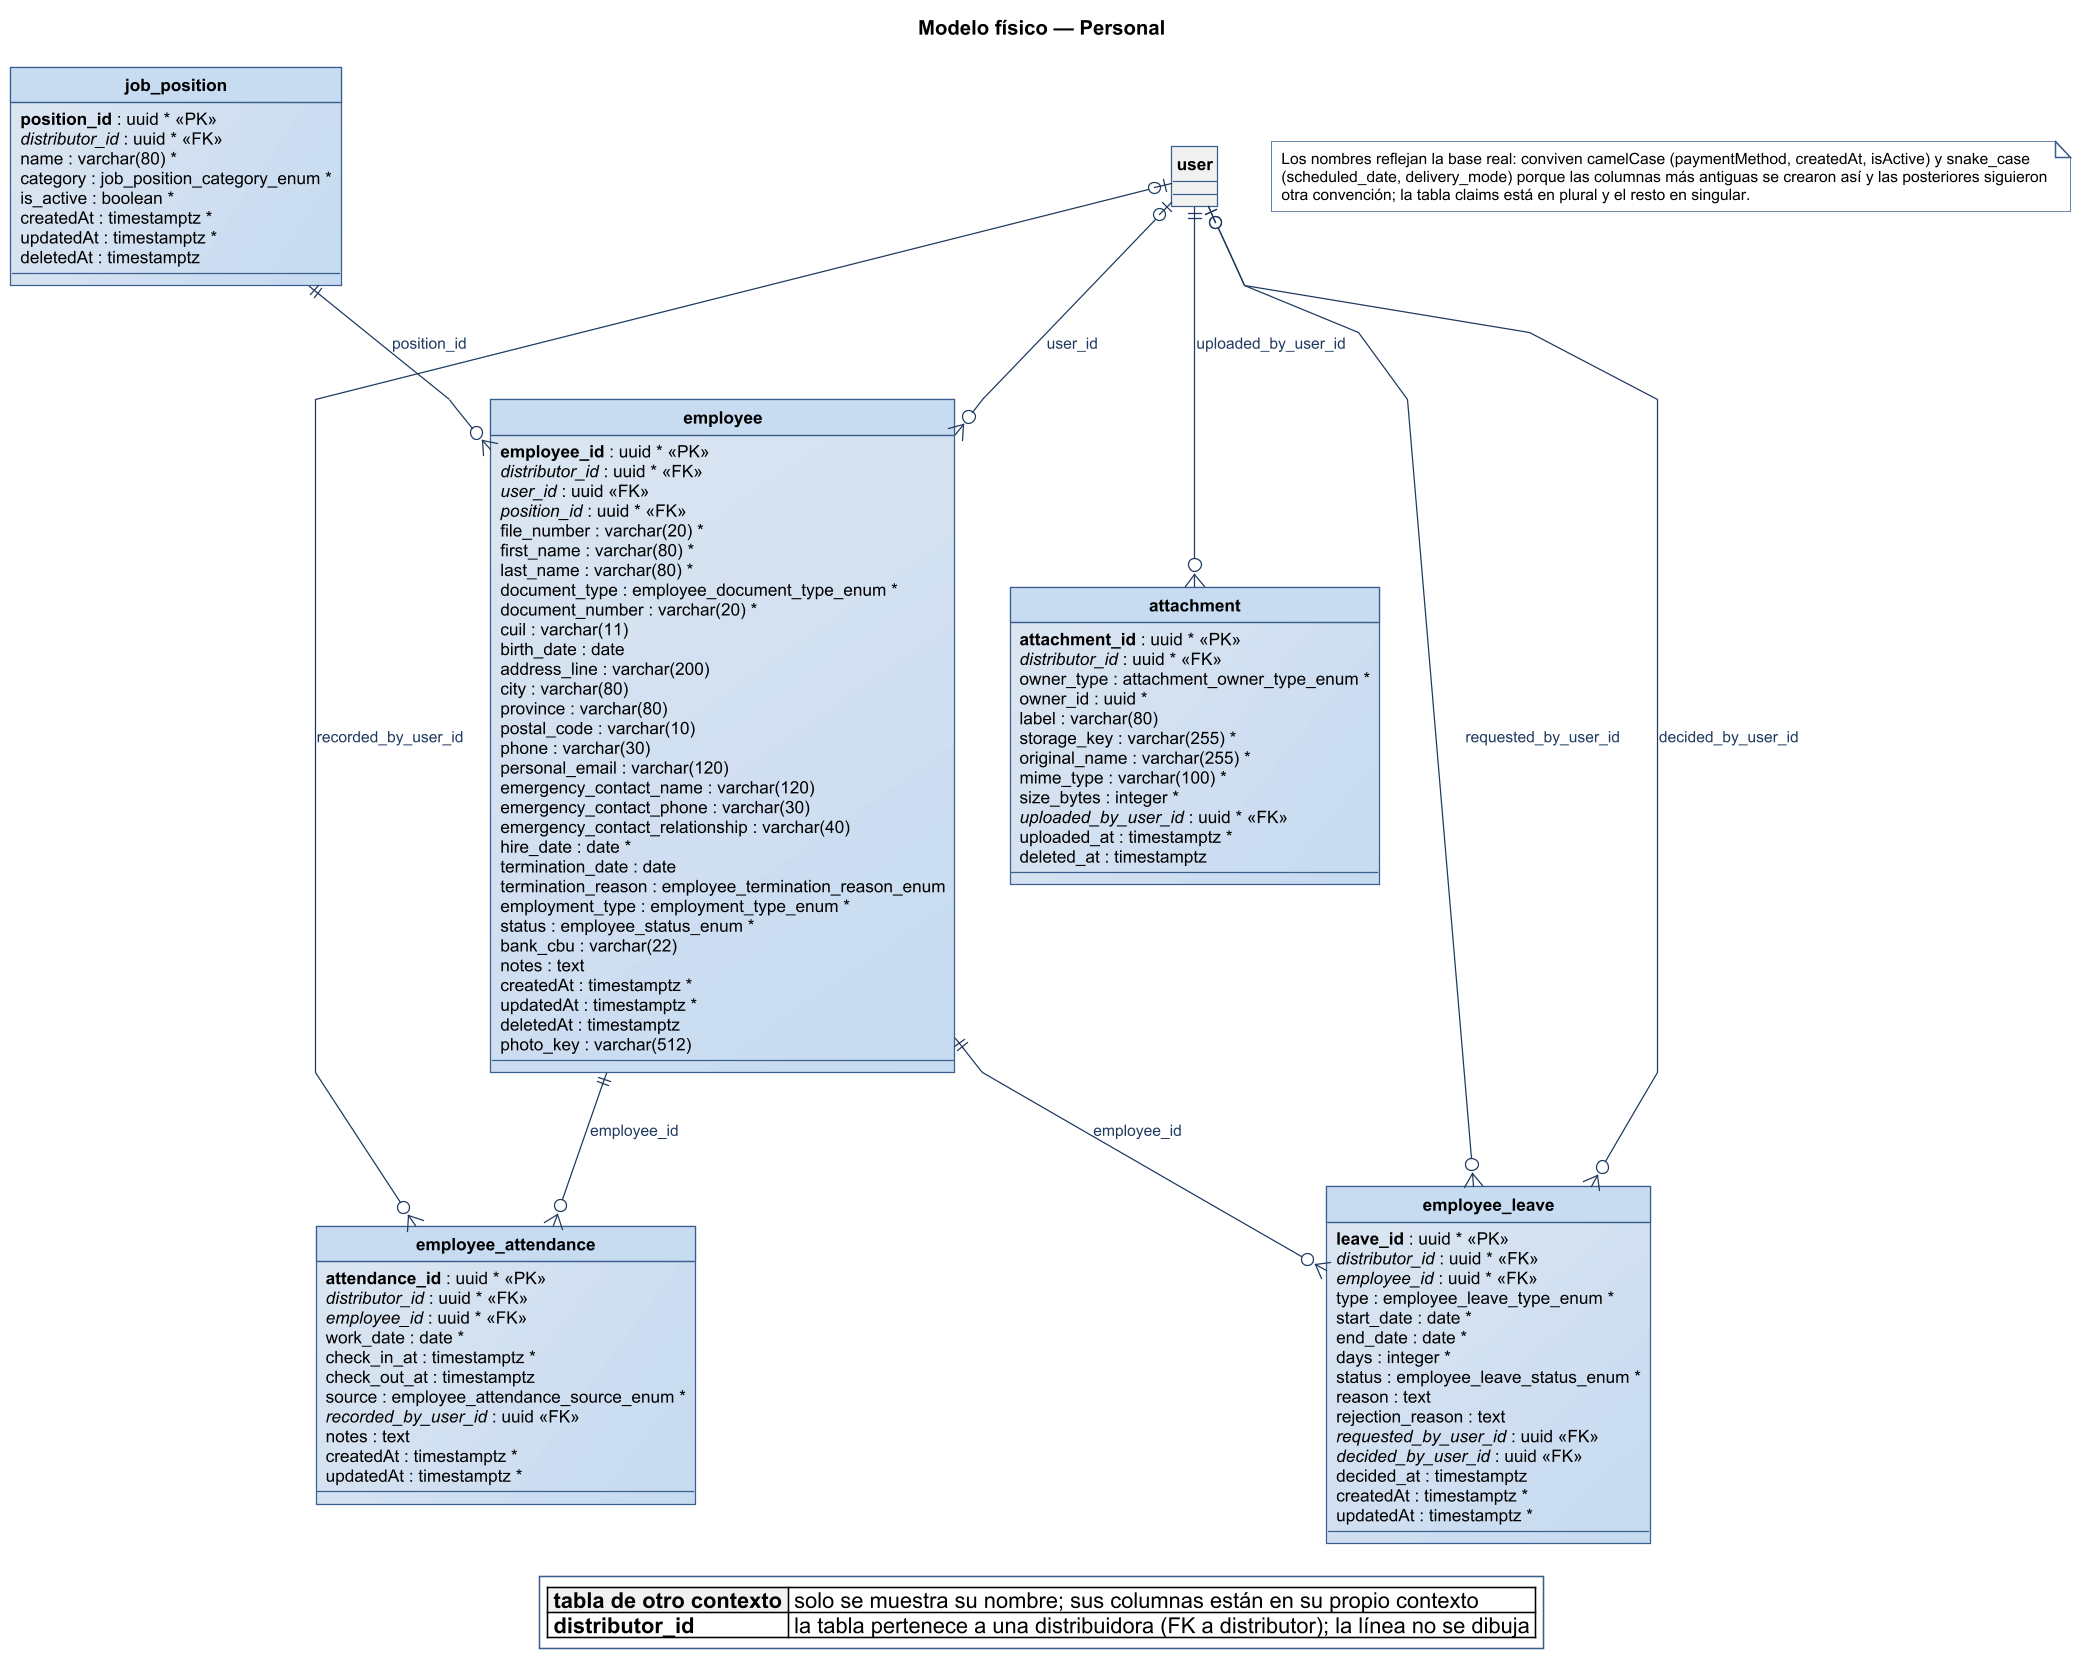 Modelo físico — Personal
job_position
position_id : uuid * «PK»
distributor_id : uuid * «FK»
name : varchar(80) *
category : job_position_category_enum *
is_active : boolean *
createdAt : timestamptz *
updatedAt : timestamptz *
deletedAt : timestamptz
user
Los nombres reflejan la base real: conviven camelCase (paymentMethod, createdAt, isActive) y snake_case
(scheduled_date, delivery_mode) porque las columnas más antiguas se crearon así y las posteriores siguieron
otra convención; la tabla claims está en plural y el resto en singular.
position_id
user_id
uploaded_by_user_id
employee
employee_id : uuid * «PK»
distributor_id : uuid * «FK»
user_id : uuid «FK»
position_id : uuid * «FK»
file_number : varchar(20) *
first_name : varchar(80) *
last_name : varchar(80) *
document_type : employee_document_type_enum *
document_number : varchar(20) *
cuil : varchar(11)
birth_date : date
address_line : varchar(200)
city : varchar(80)
province : varchar(80)
postal_code : varchar(10)
phone : varchar(30)
personal_email : varchar(120)
emergency_contact_name : varchar(120)
emergency_contact_phone : varchar(30)
emergency_contact_relationship : varchar(40)
hire_date : date *
termination_date : date
termination_reason : employee_termination_reason_enum
employment_type : employment_type_enum *
status : employee_status_enum *
bank_cbu : varchar(22)
notes : text
createdAt : timestamptz *
updatedAt : timestamptz *
deletedAt : timestamptz
photo_key : varchar(512)
attachment
attachment_id : uuid * «PK»
distributor_id : uuid * «FK»
owner_type : attachment_owner_type_enum *
owner_id : uuid *
label : varchar(80)
storage_key : varchar(255) *
original_name : varchar(255) *
mime_type : varchar(100) *
size_bytes : integer *
uploaded_by_user_id : uuid * «FK»
uploaded_at : timestamptz *
deleted_at : timestamptz
recorded_by_user_id
requested_by_user_id
decided_by_user_id
employee_id
employee_id
employee_attendance
attendance_id : uuid * «PK»
distributor_id : uuid * «FK»
employee_id : uuid * «FK»
work_date : date *
check_in_at : timestamptz *
check_out_at : timestamptz
source : employee_attendance_source_enum *
recorded_by_user_id : uuid «FK»
notes : text
createdAt : timestamptz *
updatedAt : timestamptz *
employee_leave
leave_id : uuid * «PK»
distributor_id : uuid * «FK»
employee_id : uuid * «FK»
type : employee_leave_type_enum *
start_date : date *
end_date : date *
days : integer *
status : employee_leave_status_enum *
reason : text
rejection_reason : text
requested_by_user_id : uuid «FK»
decided_by_user_id : uuid «FK»
decided_at : timestamptz
createdAt : timestamptz *
updatedAt : timestamptz *
tabla de otro contexto solo se muestra su nombre; sus columnas están en su propio contexto
distributor_id la tabla pertenece a una distribuidora (FK a distributor); la línea no se dibuja